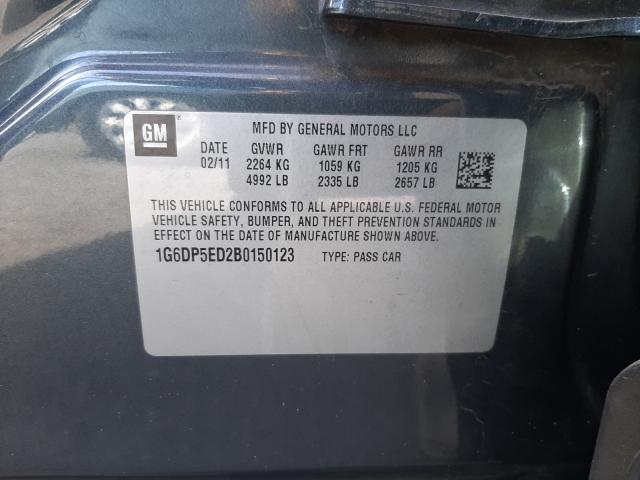 GM ®
MFD BY GENERAL MOTORS LLC
DATE GVWR GAWR FRT GAWR RR
02/11 2264 KG 1059 KG 1205 KG
4992 LB 2335 LB 2657 LB
THIS VEHICLE CONFORMS TO ALL APPLICABLE U.S. FEDERAL MOTOR
VEHICLE SAFETY, BUMPER, AND THEFT PREVENTION STANDARDS IN
EFFECT ON THE DATE OF MANUFACTURE SHOWN ABOVE.
1G6DP5ED2B0150123 TYPE: PASS CAR